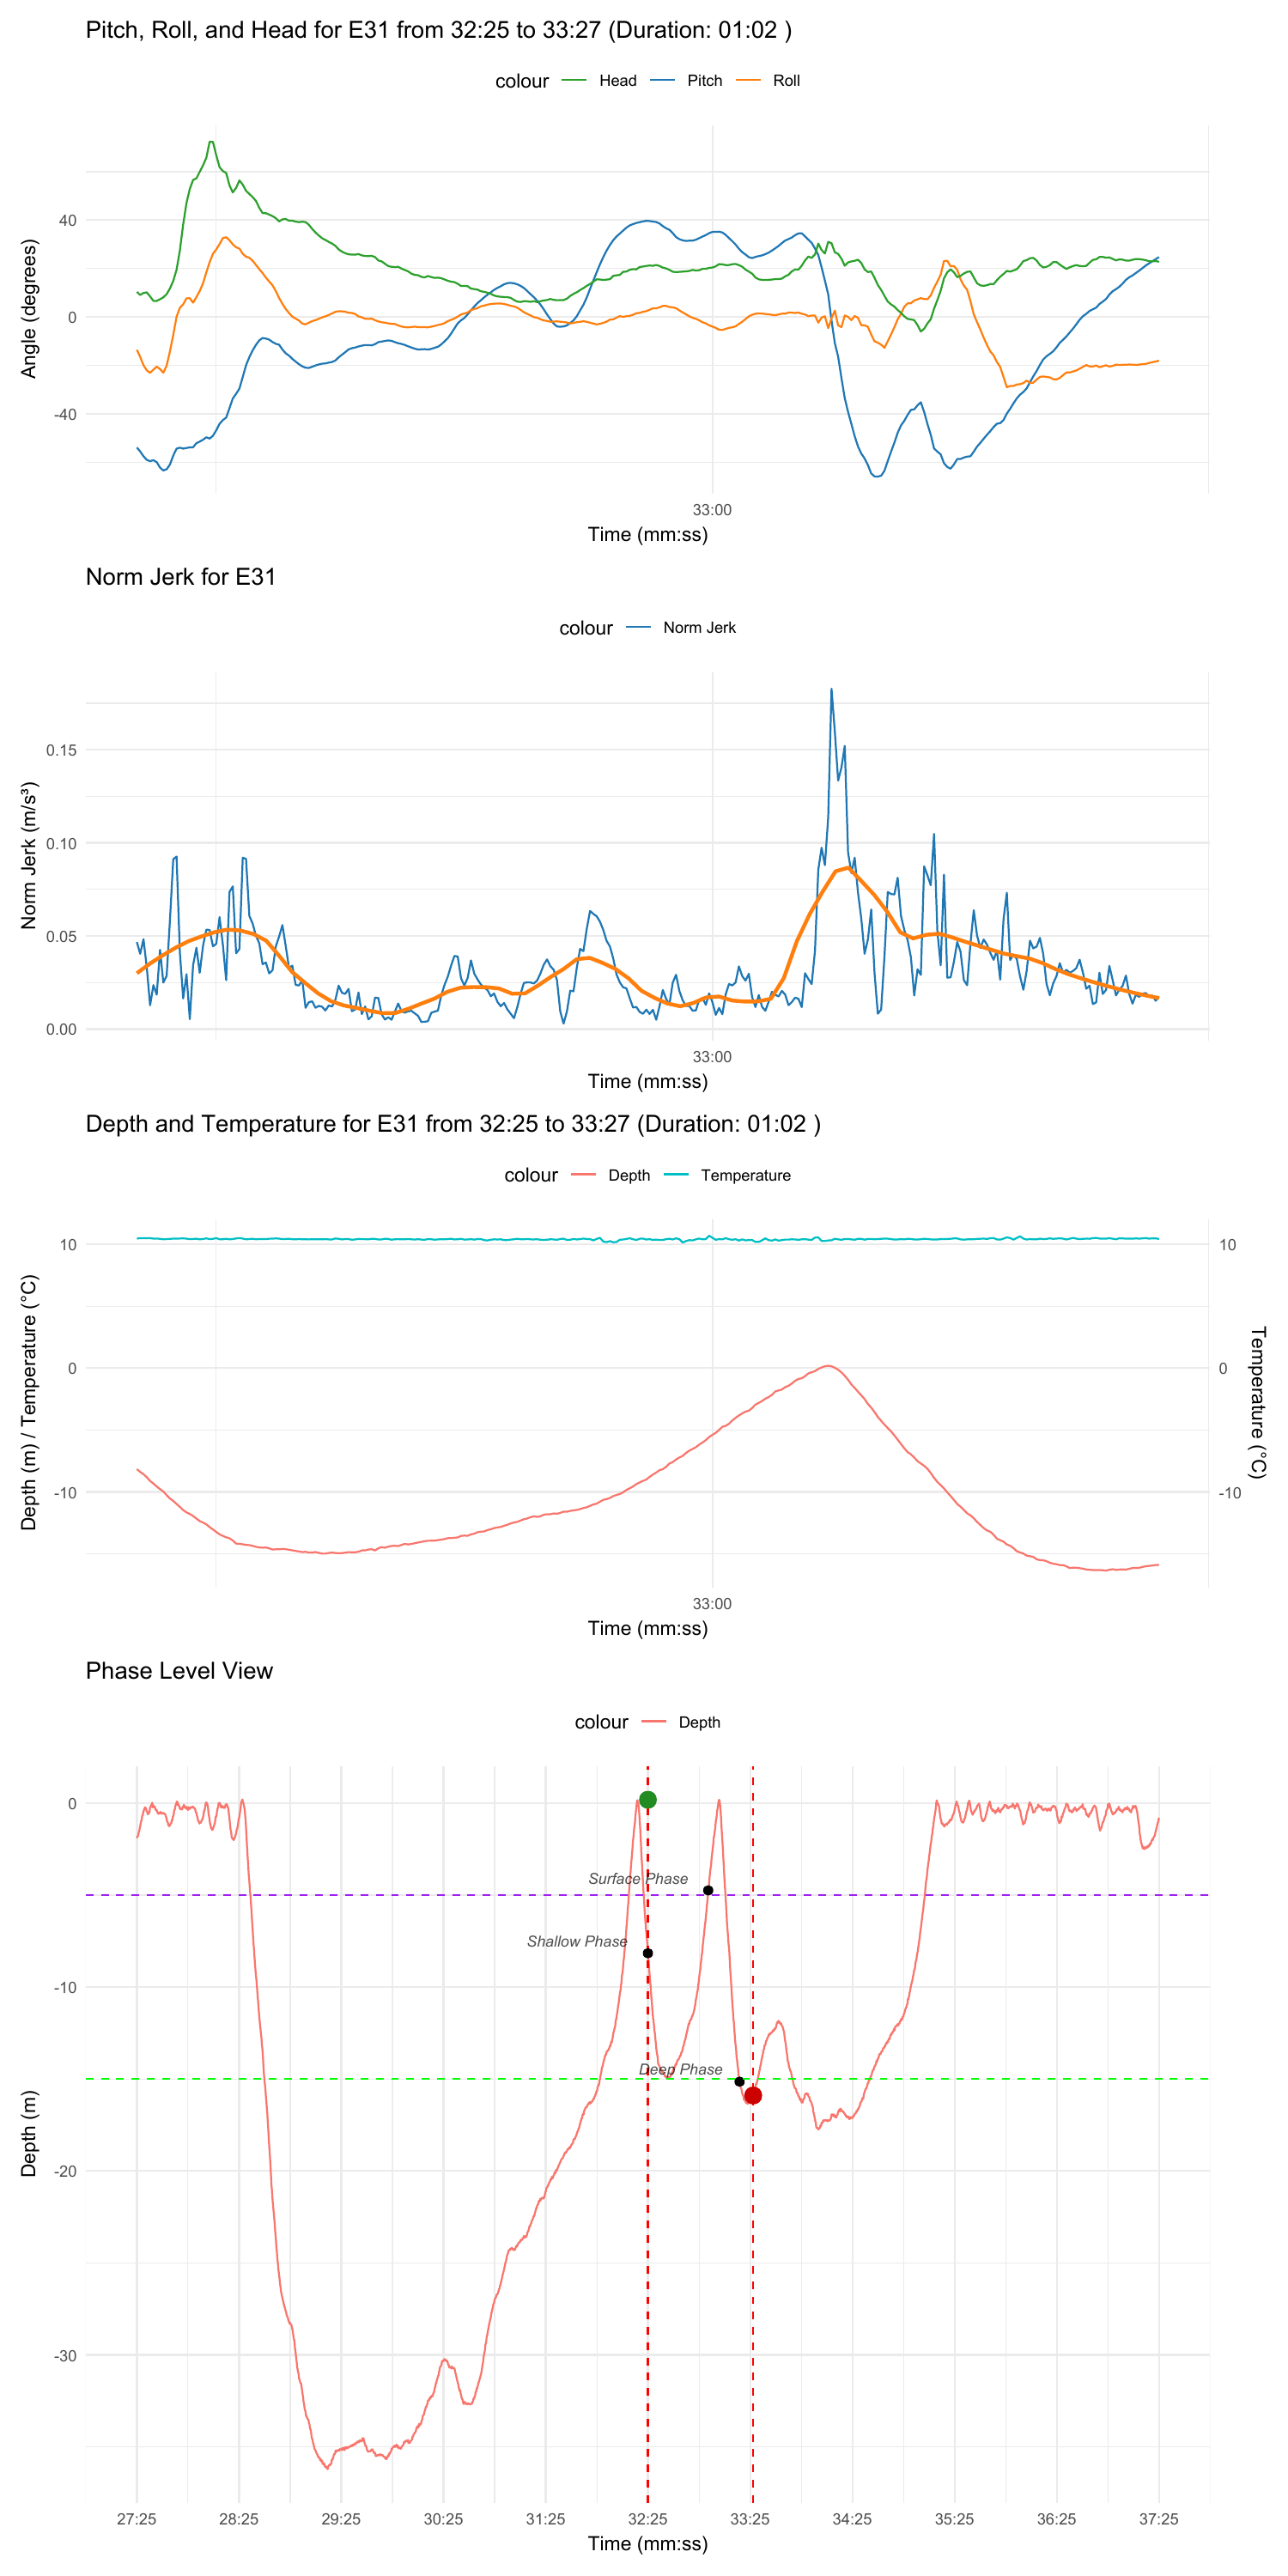 Pitch, Roll, and Head for E31 from 32:25 to 33:27 (Duration: 01:02 )
colour Head Pitch Roll
40
0
-40
Angle (degrees)
33:00
Time (mm:ss)
Norm Jerk for E31
colour Norm Jerk
0.15
0.10
0.05
0.00
Norm Jerk (m/s³)
33:00
Time (mm:ss)
Depth and Temperature for E31 from 32:25 to 33:27 (Duration: 01:02 )
colour Depth Temperature
10 10
0 0
-10 -10
Depth (m) / Temperature (°C)
Temperature (°C)
33:00
Time (mm:ss)
Phase Level View
colour Depth
0
Surface Phase
Shallow Phase
-10
Deep Phase
-20
-30
Depth (m)
27:25 28:25 29:25 30:25 31:25 32:25 33:25 34:25 35:25 36:25 37:25
Time (mm:ss)